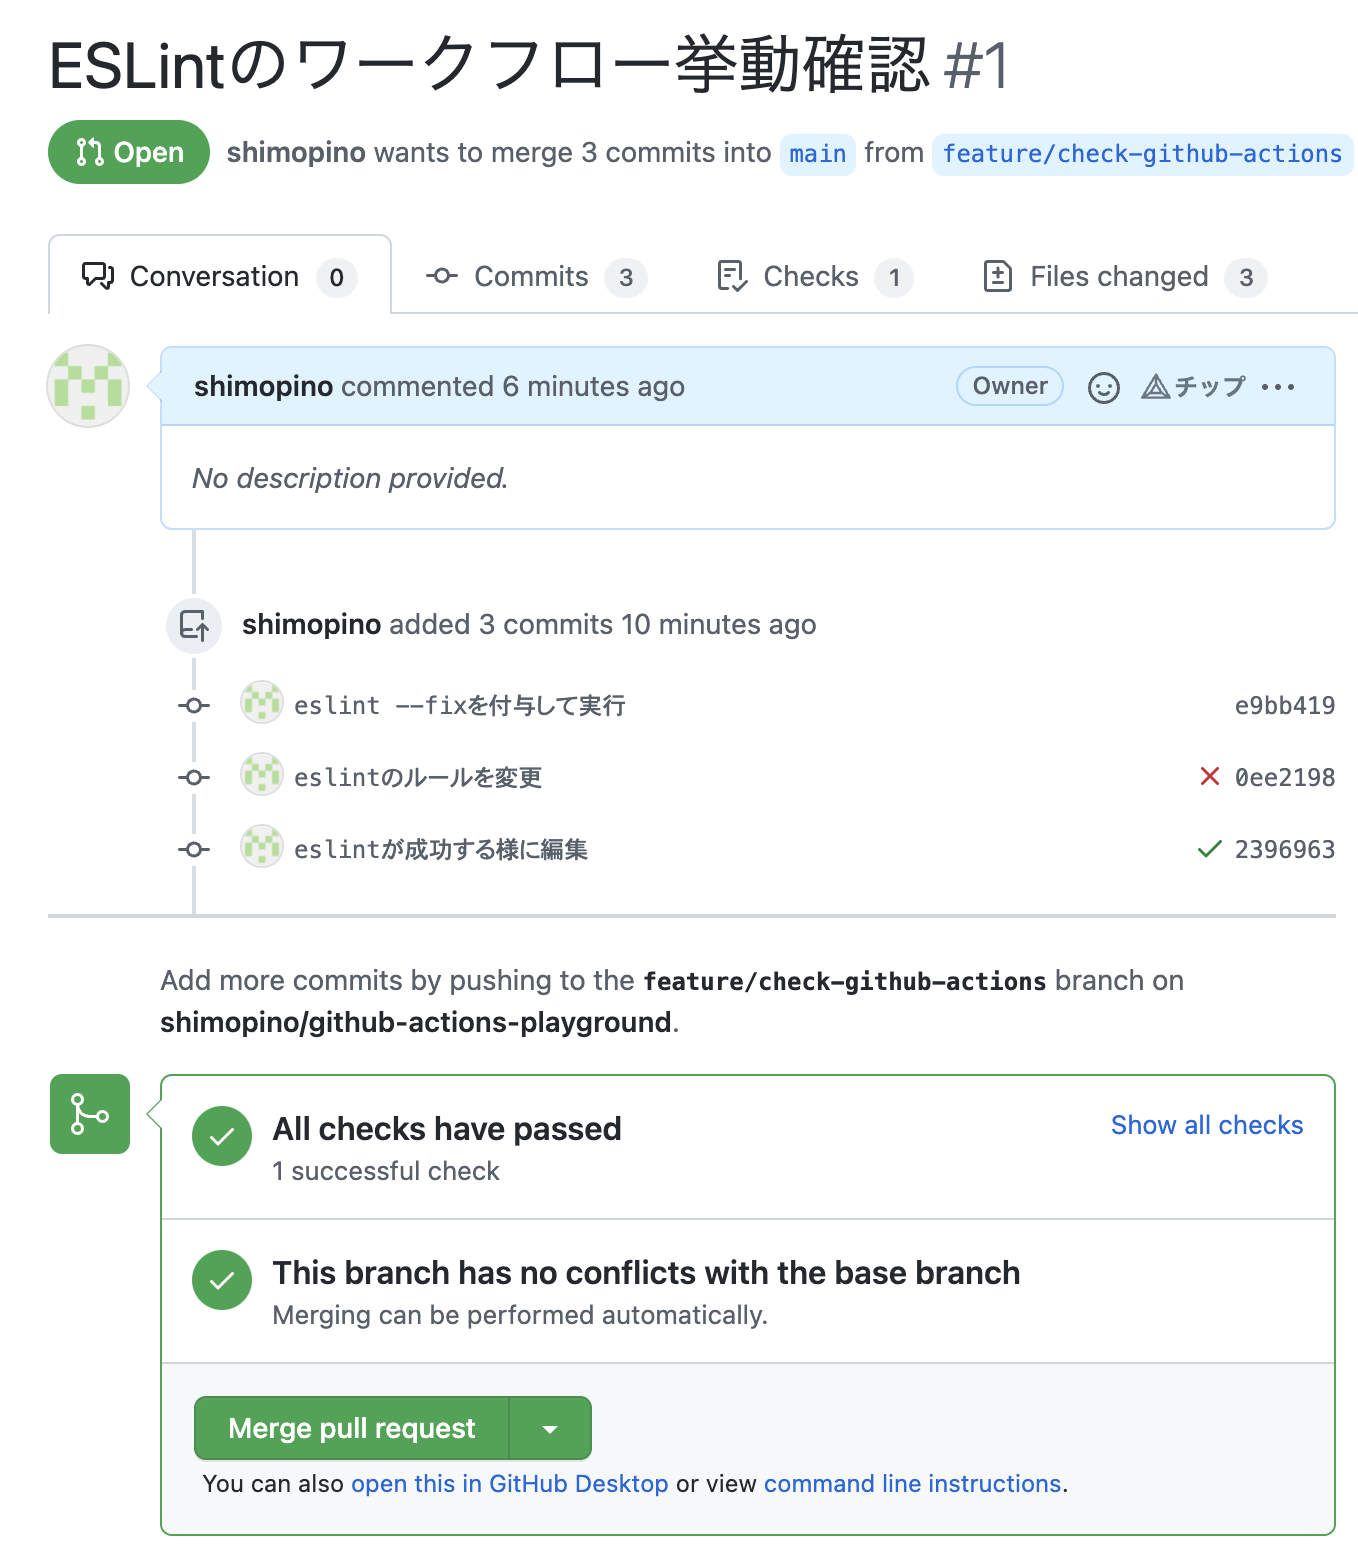 ESLintのワークフロー挙動確認 #1
Open shimopino wants to merge 3 commits into main from feature/check-github-actions
Conversation 0 Commits 3 Checks 1 Files changed 3
shimopino commented 6 minutes ago Owner チップ
No description provided.
shimopino added 3 commits 10 minutes ago
eslint --fixを付与して実行 e9bb419
eslintのルールを変更 0ee2198
eslintが成功する様に編集 2396963
Add more commits by pushing to the feature/check-github-actions branch on
shimopino/github-actions-playground.
All checks have passed Show all checks
1 successful check
This branch has no conflicts with the base branch
Merging can be performed automatically.
Merge pull request
You can also open this in GitHub Desktop or view command line instructions.